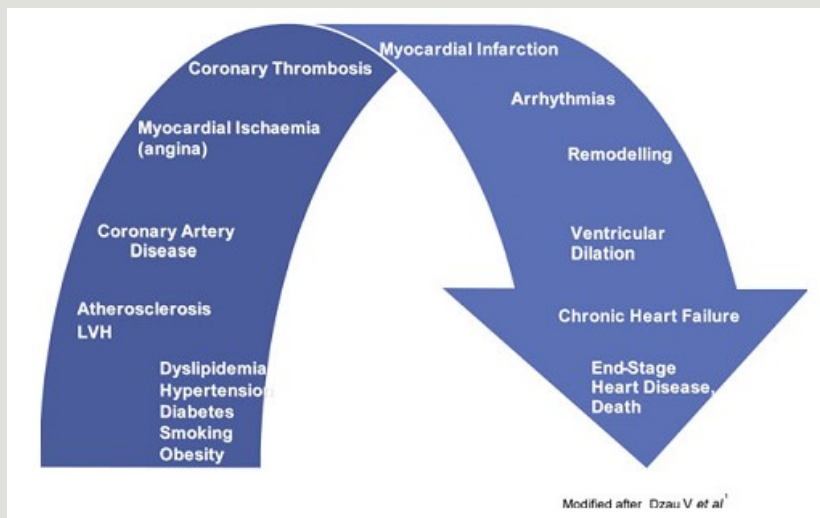 Coronary Thrombosis
Myocardial Ischaemia
(angina)
Coronary Artery
Disease
Atherosclerosis
LVH
Dyslipidemia
Hypertension
Diabetes
Smoking
Obesity
Myocardial Infarction
Arrhythmias
Remodelling
Ventricular
Dilation
Chronic Heart Failure
End-Stage
Heart Disease,
Death
Modified after Dzau V et al¹